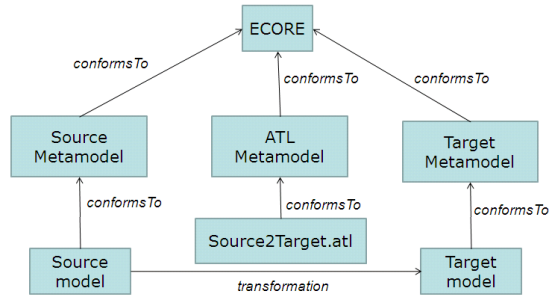 ECORE
conformsTo
conformsTo
conformsTo
Source
Metamodel
ATL
Metamodel
Target
Metamodel
conformsTo
conformsTo
conformsTo
Source2Target.atl
Source
model
Target
model
transformation